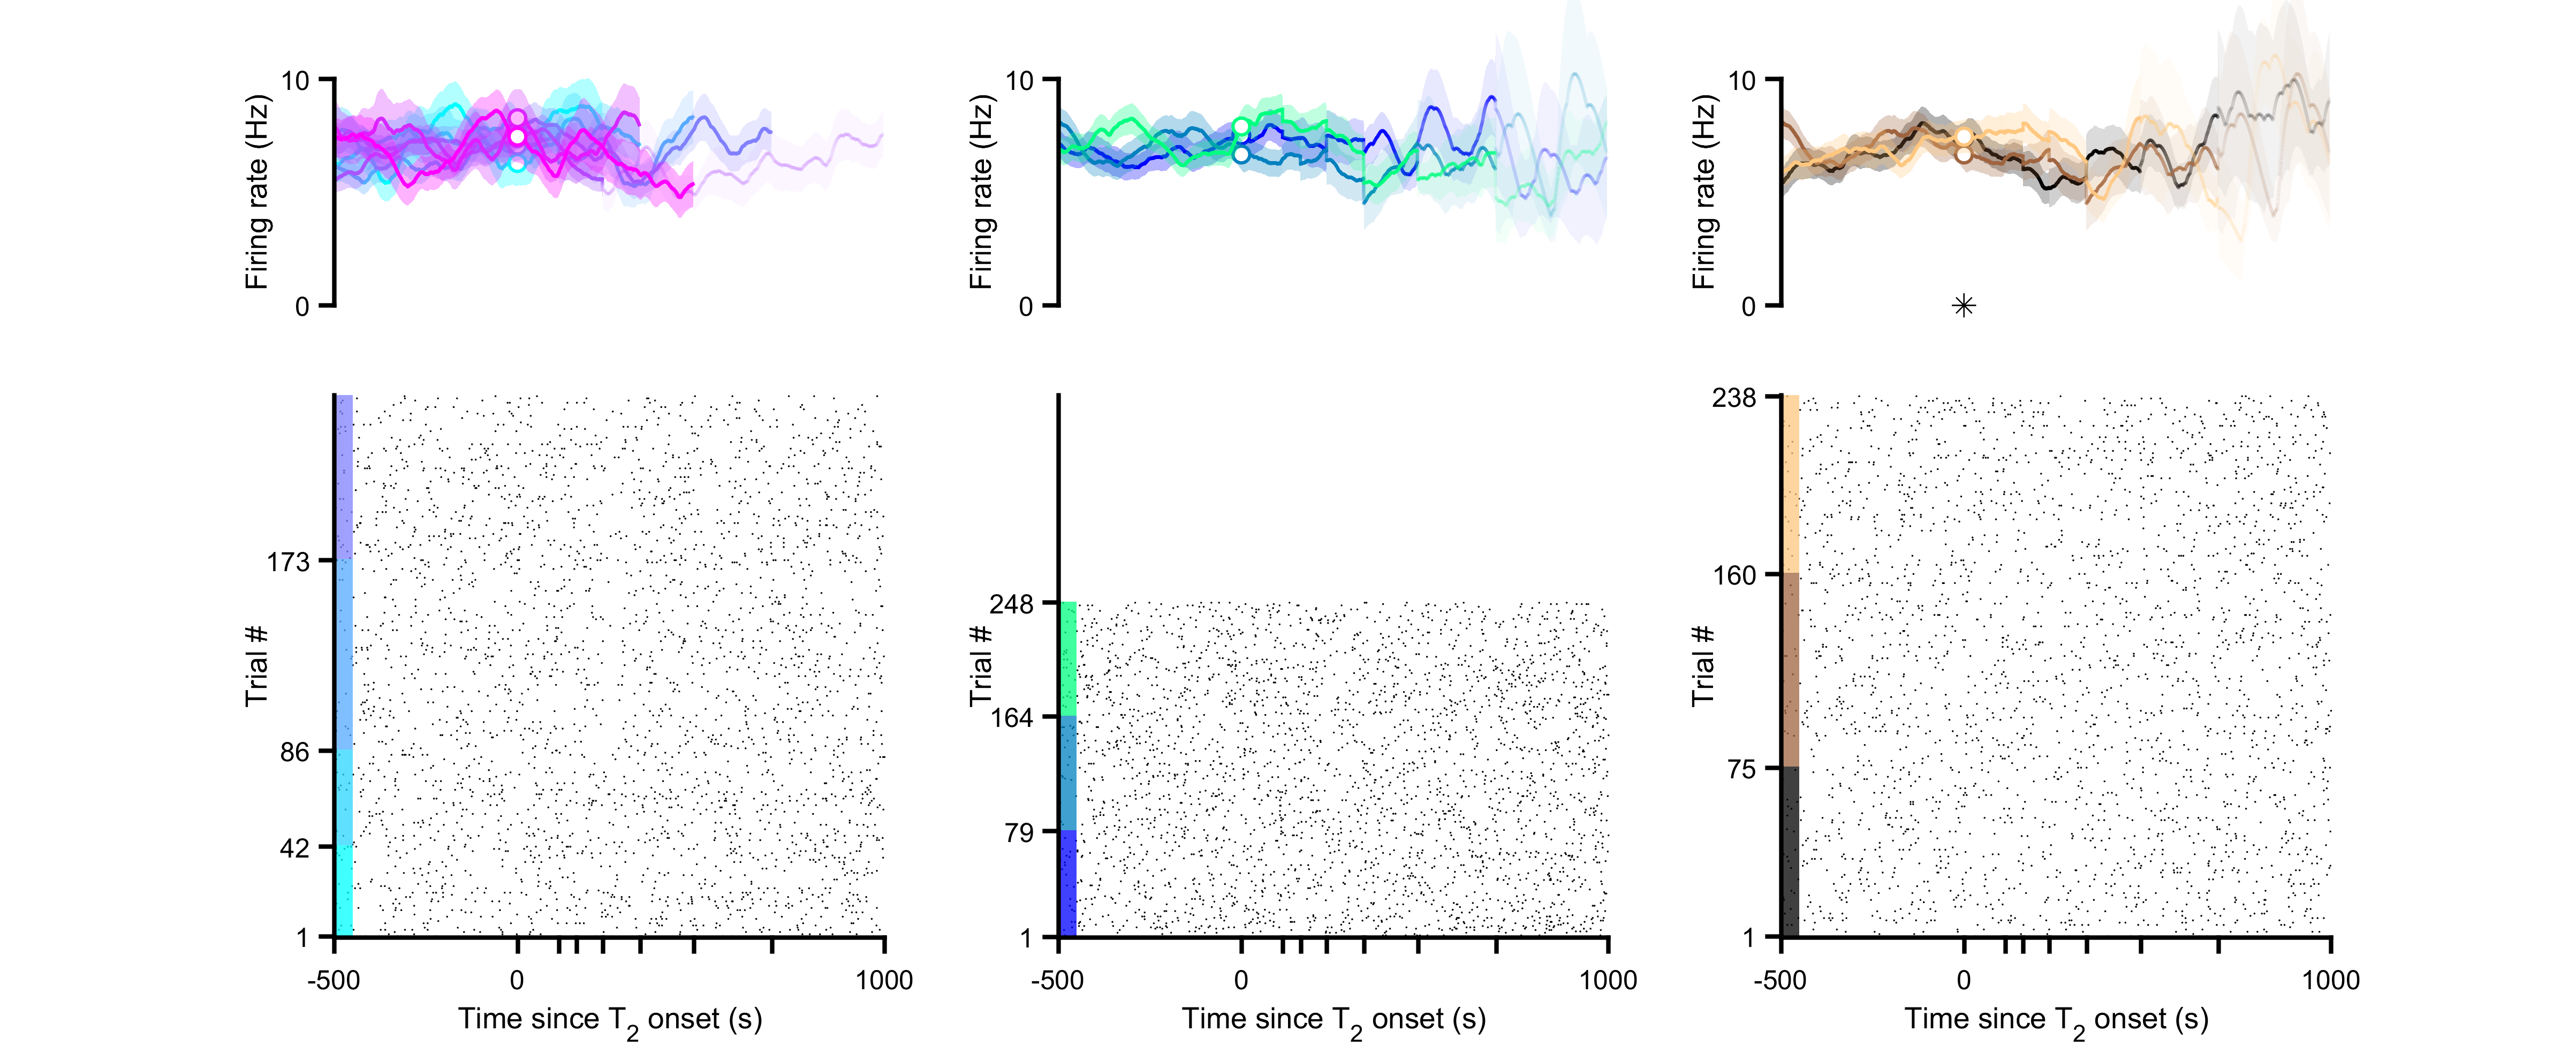 10
Firing rate (Hz)
0
10
Firing rate (Hz)
0
10
Firing rate (Hz)
0
173
86
42
1
Trial #
-500 0 1000
Time since T2 onset (s)
248
164
79
1
Trial #
-500 0 1000
Time since T2 onset (s)
238
160
75
1
Trial #
-500 0 1000
Time since T2 onset (s)